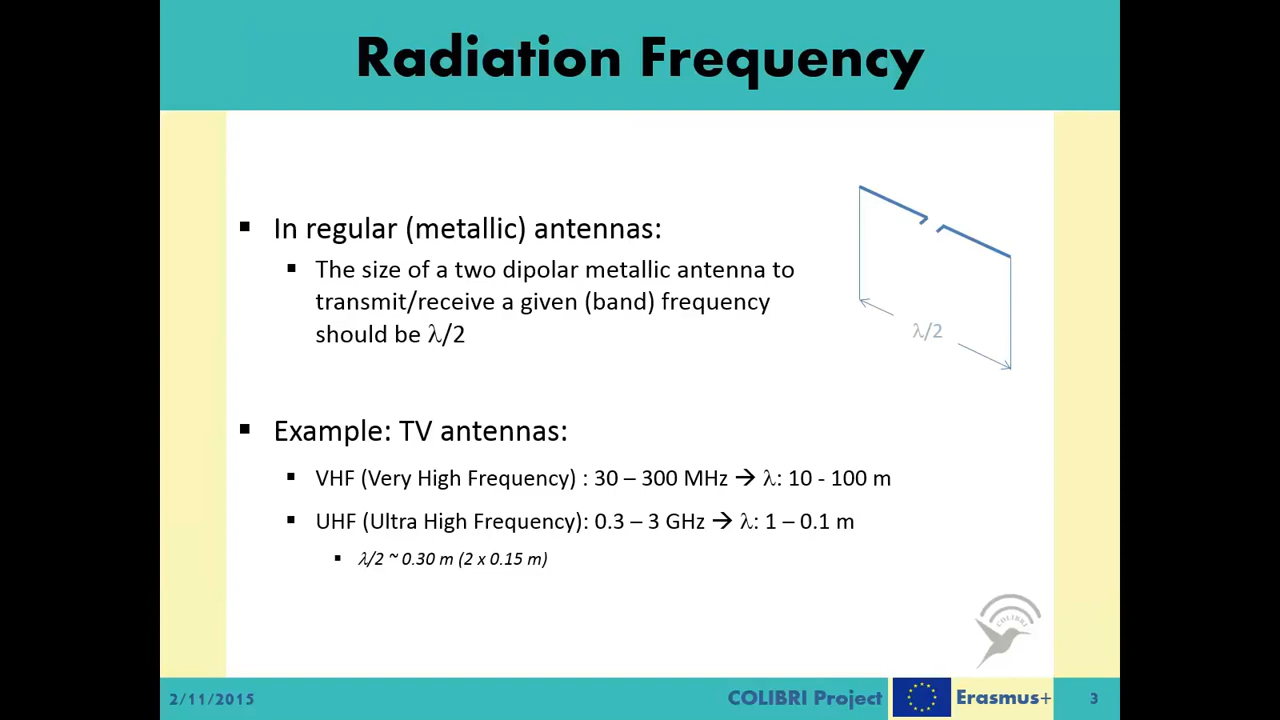 Radiation Frequency
▪ In regular (metallic) antennas:
▪ The size of a two dipolar metallic antenna to
transmit/receive a given (band) frequency
should be λ/2
λ/2
▪ Example: TV antennas:
▪ VHF (Very High Frequency) : 30 – 300 MHz → λ: 10 - 100 m
▪ UHF (Ultra High Frequency): 0.3 – 3 GHz → λ: 1 – 0.1 m
▪ λ/2 ~ 0.30 m (2 x 0.15 m)
COLIBRI
2/11/2015
COLIBRI Project
Erasmus+
3